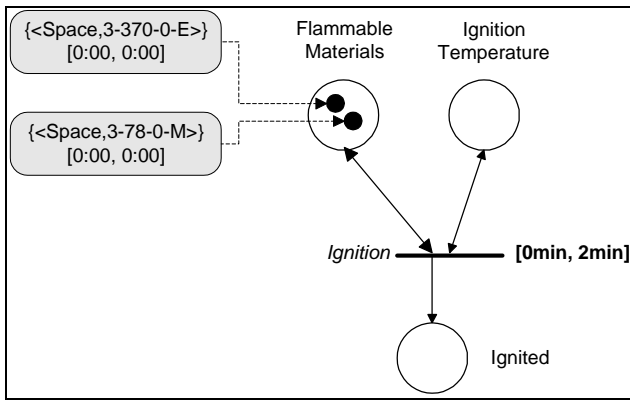 {<Space,3-370-0-E>}
[0:00, 0:00]
{<Space,3-78-0-M>}
[0:00, 0:00]
Flammable
Materials
Ignition
Temperature
Ignition
[0min, 2min]
Ignited